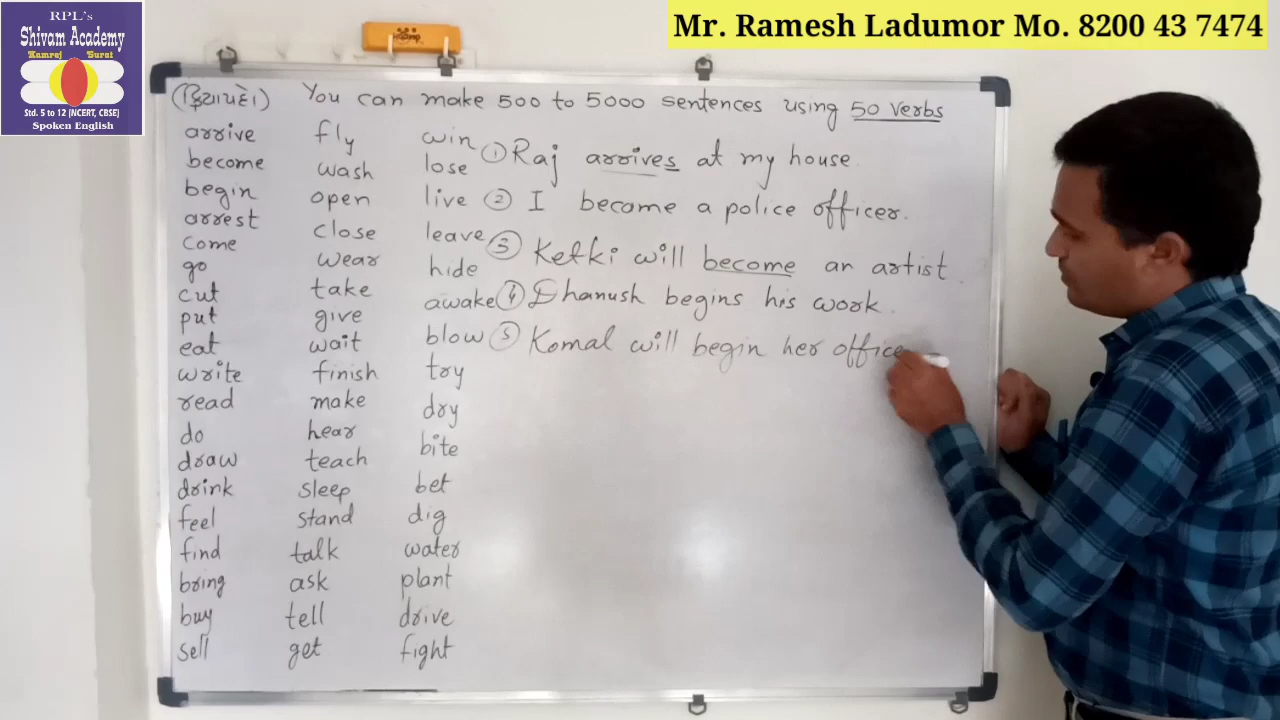 RPL's
Shivam Academy
Kamrej Surat
Std. 5 to 12 (NCERT, CBSE)
Spoken English
Mr. Ramesh Ladumor Mo. 8200 43 7474
(ક્રિયાપદો) You can make 500 to 5000 sentences using 50 verbs
arrive
become
begin
arrest
come
go
cut
put
eat
write
read
do
draw
drink
feel
find
bring
buy
sell
fly
wash
open
close
wear
take
give
wait
finish
make
hear
teach
sleep
stand
talk
ask
tell
get
win
lose
live
leave
hide
awake
blow
try
dry
bite
bet
dig
water
plant
drive
fight
① Raj arrives at my house.
② I became a police officer.
③ Ketki will become an artist.
④ Dhanush begins his work.
⑤ Komal will begin her office